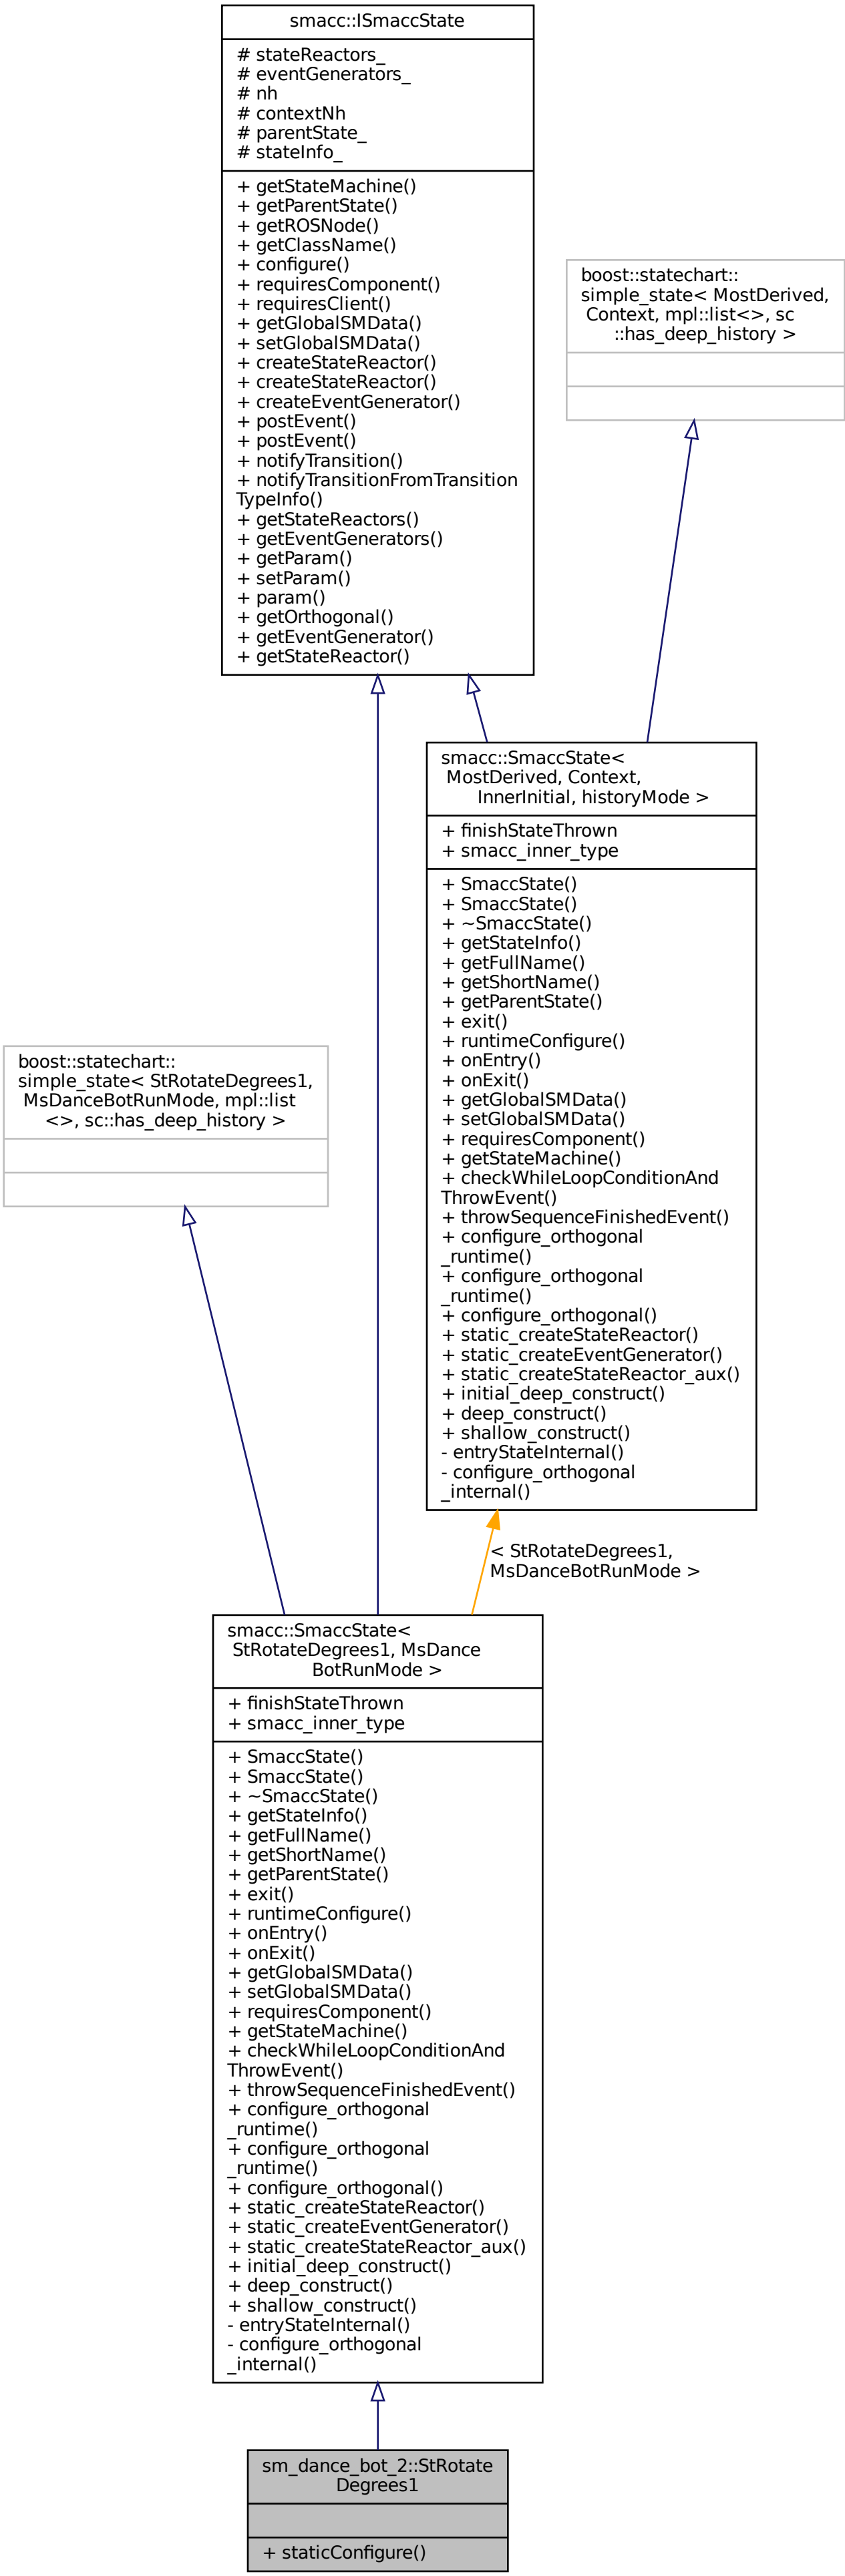 smacc::ISmaccState
# stateReactors_
# eventGenerators_
# nh
# contextNh
# parentState_
# stateInfo_
+ getStateMachine()
+ getParentState()
+ getROSNode()
+ getClassName()
+ configure()
+ requiresComponent()
+ requiresClient()
+ getGlobalSMData()
+ setGlobalSMData()
+ createStateReactor()
+ createStateReactor()
+ createEventGenerator()
+ postEvent()
+ postEvent()
+ notifyTransition()
+ notifyTransitionFromTransition
TypeInfo()
+ getStateReactors()
+ getEventGenerators()
+ getParam()
+ setParam()
+ param()
+ getOrthogonal()
+ getEventGenerator()
+ getStateReactor()
boost::statechart::
simple_state< MostDerived,
Context, mpl::list<>, sc
::has_deep_history >
smacc::SmaccState<
MostDerived, Context,
InnerInitial, historyMode >
+ finishStateThrown
+ smacc_inner_type
+ SmaccState()
+ SmaccState()
+ ~SmaccState()
+ getStateInfo()
+ getFullName()
+ getShortName()
+ getParentState()
+ exit()
+ runtimeConfigure()
+ onEntry()
+ onExit()
+ getGlobalSMData()
+ setGlobalSMData()
+ requiresComponent()
+ getStateMachine()
+ checkWhileLoopConditionAnd
ThrowEvent()
+ throwSequenceFinishedEvent()
+ configure_orthogonal
_runtime()
+ configure_orthogonal
_runtime()
+ configure_orthogonal()
+ static_createStateReactor()
+ static_createEventGenerator()
+ static_createStateReactor_aux()
+ initial_deep_construct()
+ deep_construct()
+ shallow_construct()
- entryStateInternal()
- configure_orthogonal
_internal()
boost::statechart::
simple_state< StRotateDegrees1,
MsDanceBotRunMode, mpl::list
<>, sc::has_deep_history >
< StRotateDegrees1,
MsDanceBotRunMode >
smacc::SmaccState<
StRotateDegrees1, MsDance
BotRunMode >
+ finishStateThrown
+ smacc_inner_type
+ SmaccState()
+ SmaccState()
+ ~SmaccState()
+ getStateInfo()
+ getFullName()
+ getShortName()
+ getParentState()
+ exit()
+ runtimeConfigure()
+ onEntry()
+ onExit()
+ getGlobalSMData()
+ setGlobalSMData()
+ requiresComponent()
+ getStateMachine()
+ checkWhileLoopConditionAnd
ThrowEvent()
+ throwSequenceFinishedEvent()
+ configure_orthogonal
_runtime()
+ configure_orthogonal
_runtime()
+ configure_orthogonal()
+ static_createStateReactor()
+ static_createEventGenerator()
+ static_createStateReactor_aux()
+ initial_deep_construct()
+ deep_construct()
+ shallow_construct()
- entryStateInternal()
- configure_orthogonal
_internal()
sm_dance_bot_2::StRotate
Degrees1
+ staticConfigure()